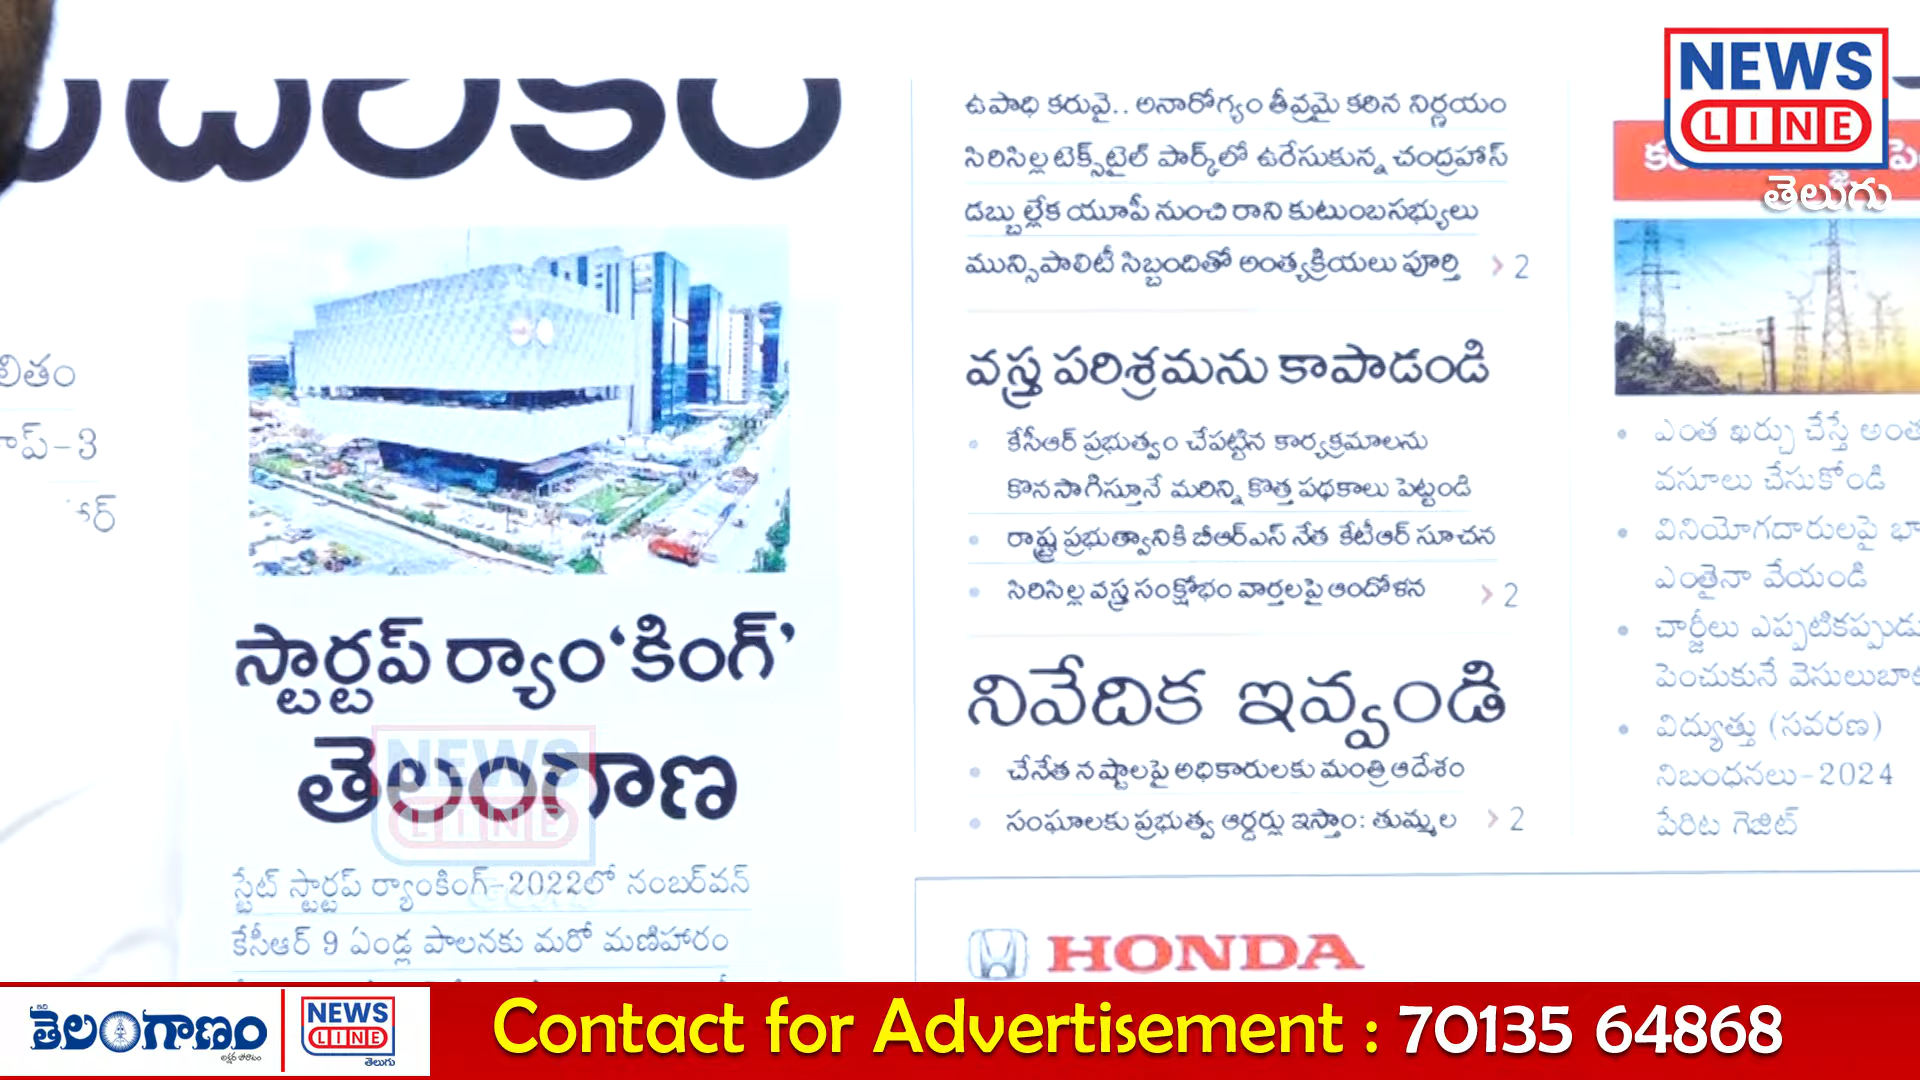 లితం
స్టార్టప్ ర్యాం‘కింగ్’
తెలంగాణ
స్టేట్ స్టార్టప్ ర్యాంకింగ్-2022లో నంబర్‌వన్
కేసీఆర్ 9 ఏండ్ల పాలనకు మరో మణిహారం
ఉపాధి కరువై.. అనారోగ్యం తీవ్రమై కఠిన నిర్ణయం
సిరిసిల్ల టెక్స్‌టైల్ పార్క్‌లో ఉరేసుకున్న చంద్రహాస్
డబ్బుల్లేక యూపీ నుంచి రాని కుటుంబసభ్యులు
మున్సిపాలిటీ సిబ్బందితో అంత్యక్రియలు పూర్తి > 2
వస్త్ర పరిశ్రమను కాపాడండి
• కేసీఆర్ ప్రభుత్వం చేపట్టిన కార్యక్రమాలను
కొనసాగిస్తూనే మరిన్ని కొత్త పథకాలు పెట్టండి
• రాష్ట్ర ప్రభుత్వానికి బీఆర్ఎస్ నేత కేటీఆర్ సూచన
• సిరిసిల్ల వస్త్ర సంక్షోభం వార్తలపై ఆందోళన > 2
నివేదిక ఇవ్వండి
• చేనేత నష్టాలపై అధికారులకు మంత్రి ఆదేశం
• సంఘాలకు ప్రభుత్వ ఆర్డర్లు ఇస్తాం: తుమ్మల > 2
HONDA
• ఎంత ఖర్చు చేస్తే అంత
వసూలు చేసుకోండి
• వినియోగదారులపై భా
ఎంతైనా వేయండి
• చార్జీలు ఎప్పటికప్పుడు
పెంచుకునే వెసులుబా
• విద్యుత్తు (సవరణ)
నిబంధనలు-2024
పేరిట గెజిట్
NEWS
LINE
తెలుగు
NEWS
LINE
తెలంగాణం
NEWS
LINE
తెలుగు
Contact for Advertisement : 70135 64868